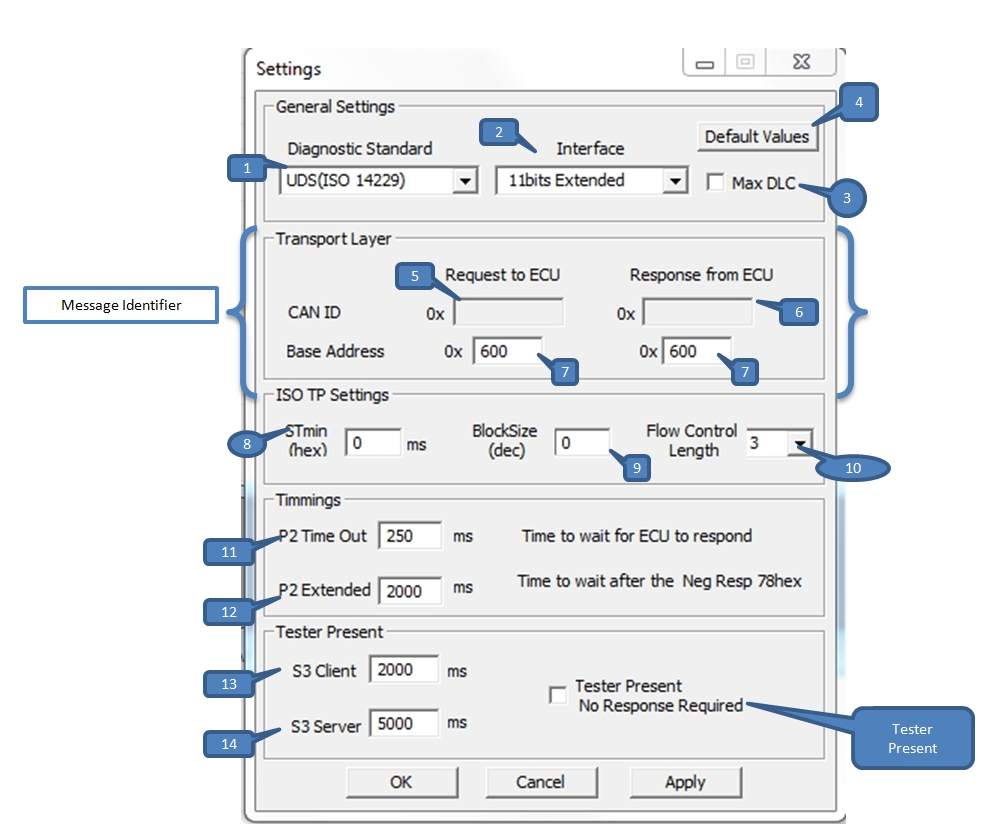 Settings
General Settings
4
Default Values
2
Diagnostic Standard
Interface
1
UDS(ISO 14229)
11bits Extended
Max DLC
3
Transport Layer
5
Request to ECU
Response from ECU
Message Identifier
CAN ID
0x
0x
6
Base Address
0x
600
0x
600
7
7
ISO TP Settings
8
STmin
(hex)
0
ms
BlockSize
(dec)
0
Flow Control
Length
3
9
10
Timmings
P2 Time Out
250
ms
Time to wait for ECU to respond
11
P2 Extended
2000
ms
Time to wait after the Neg Resp 78hex
12
Tester Present
S3 Client
2000
ms
13
Tester Present
No Response Required
S3 Server
5000
ms
14
Tester
Present
OK
Cancel
Apply